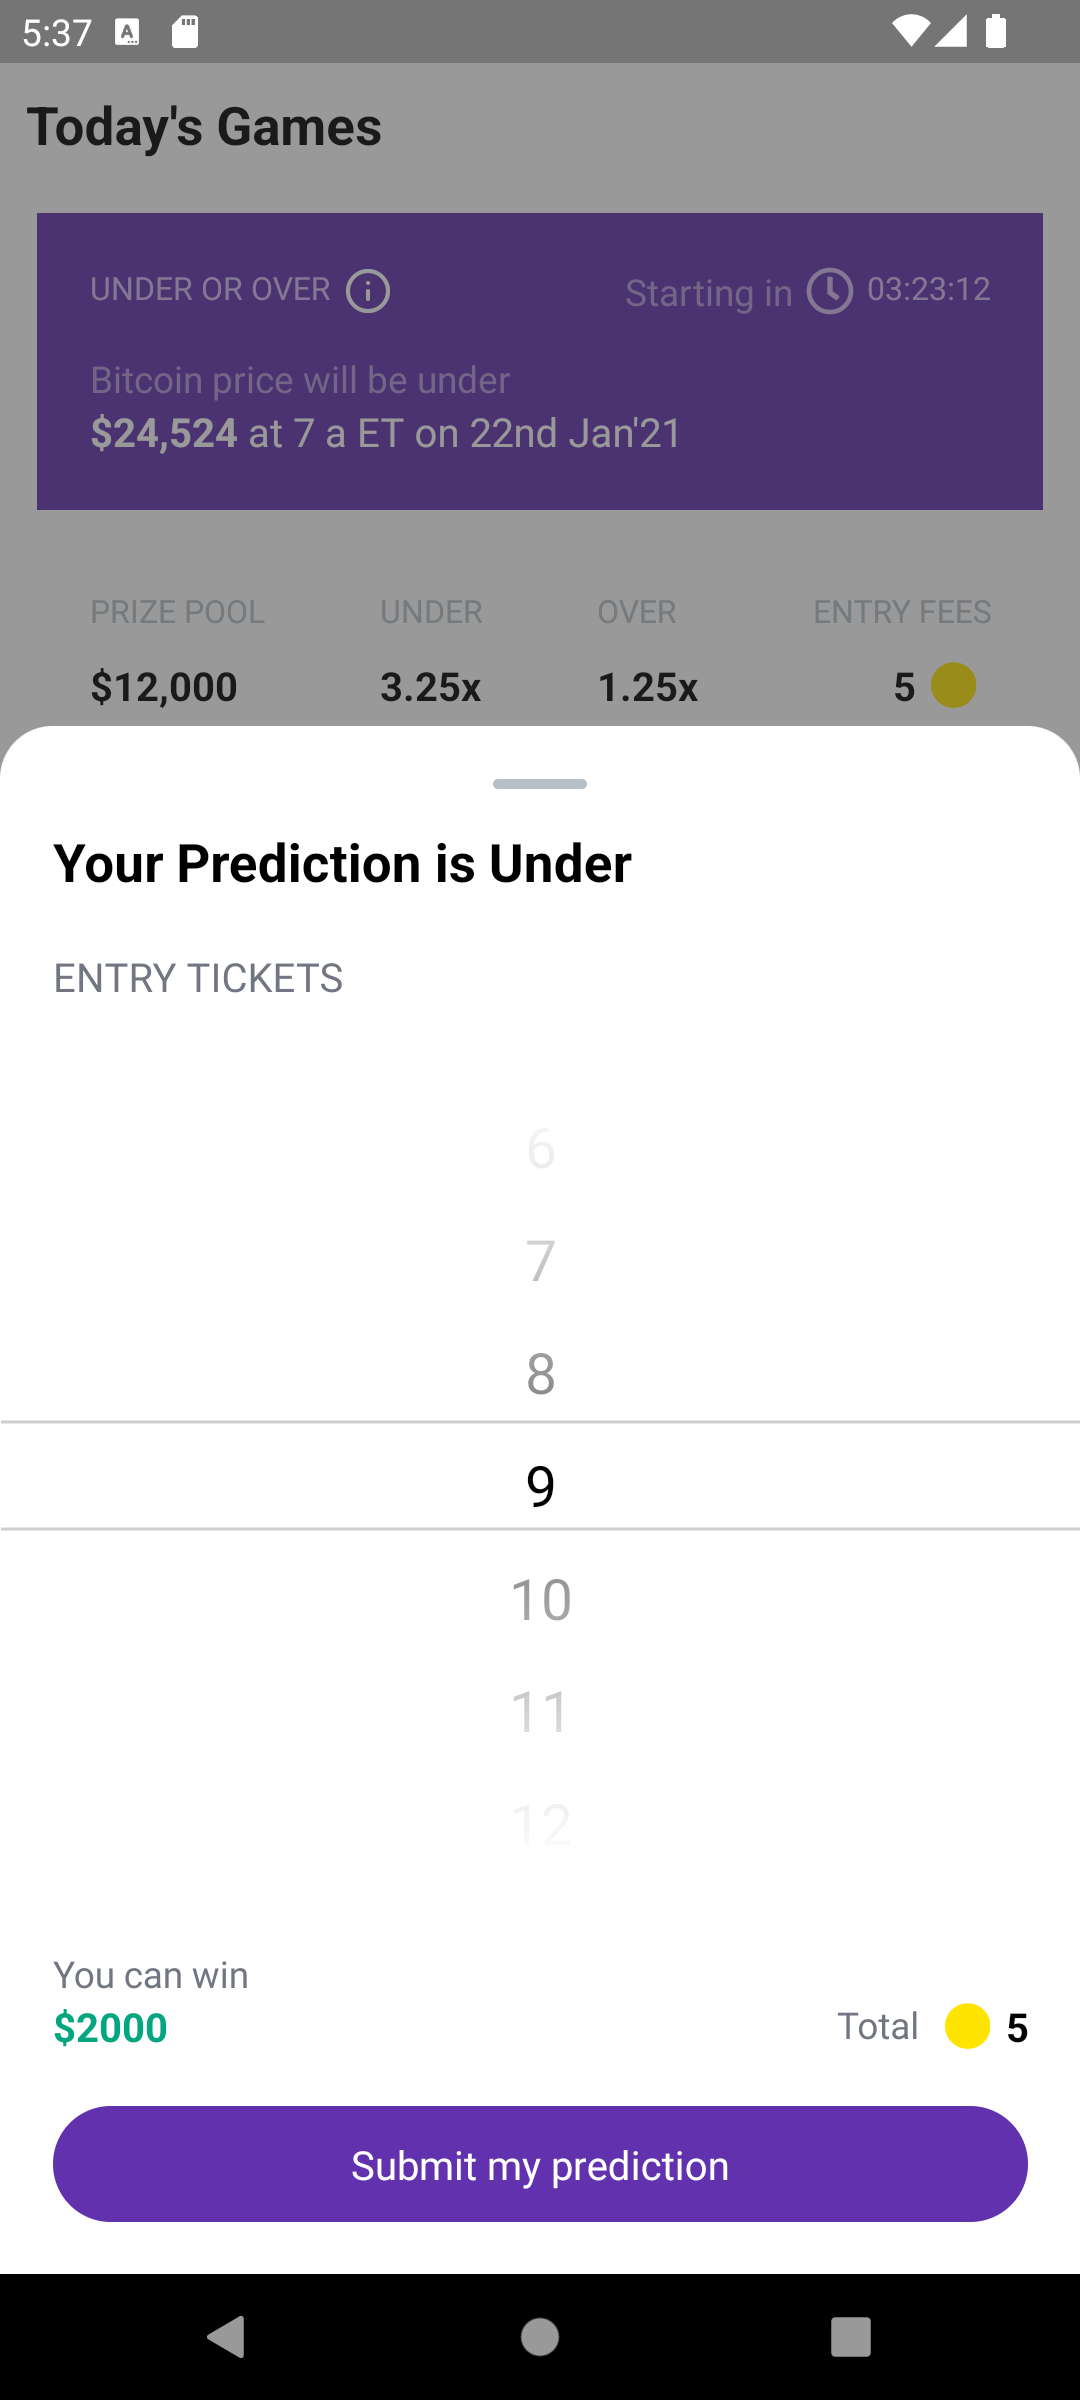 5:37
Today's Games
UNDER OR OVER
Starting in 03:23:12
Bitcoin price will be under
$24,524 at 7 a ET on 22nd Jan'21
PRIZE POOL UNDER OVER ENTRY FEES
$12,000 3.25x 1.25x 5
Your Prediction is Under
ENTRY TICKETS
6
7
8
9
10
11
12
You can win
$2000
Total 5
Submit my prediction